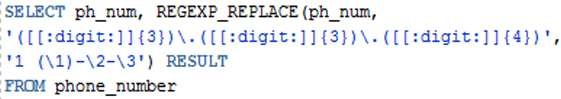 SELECT ph_num, REGEXP_REPLACE(ph_num,
'([[:digit:]]{3})\.([[:digit:]]{3})\.([[:digit:]]{4})',
'1 (\1)-\2-\3') RESULT
FROM phone_number